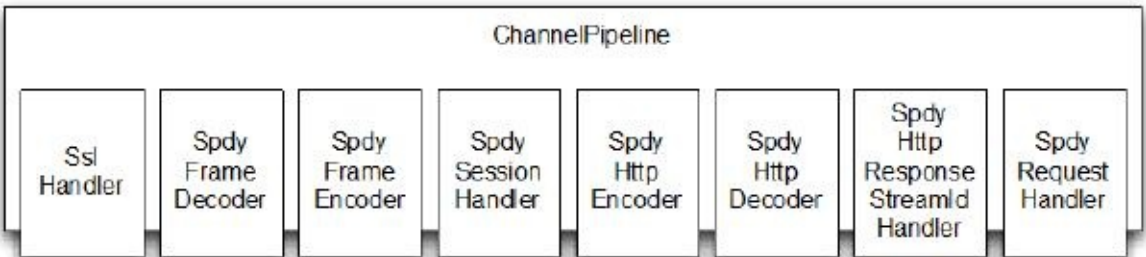 ChannelPipeline
Ssl
Handler
Spdy
Frame
Decoder
Spdy
Frame
Encoder
Spdy
Session
Handler
Spdy
Http
Encoder
Spdy
Http
Decoder
Spdy
Http
Response
StreamId
Handler
Spdy
Request
Handler